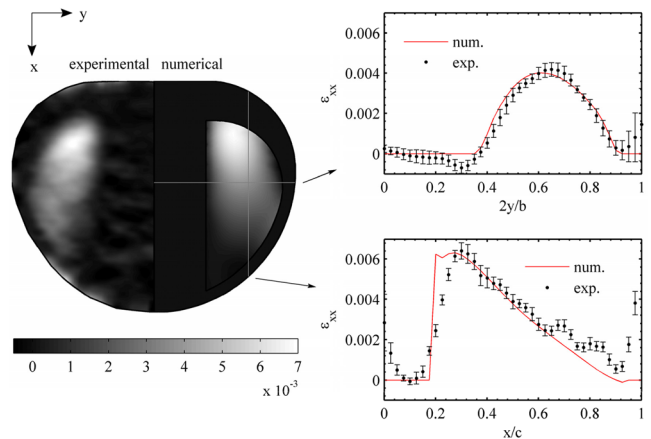 y
x
experimental numerical
0 1 2 3 4 5 6 7
x 10⁻³
0.006
0.004
0.002
0
εxx
num.
exp.
0 0.2 0.4 0.6 0.8 1
2y/b
0.006
0.004
0.002
0
εxx
num.
exp.
0 0.2 0.4 0.6 0.8 1
x/c